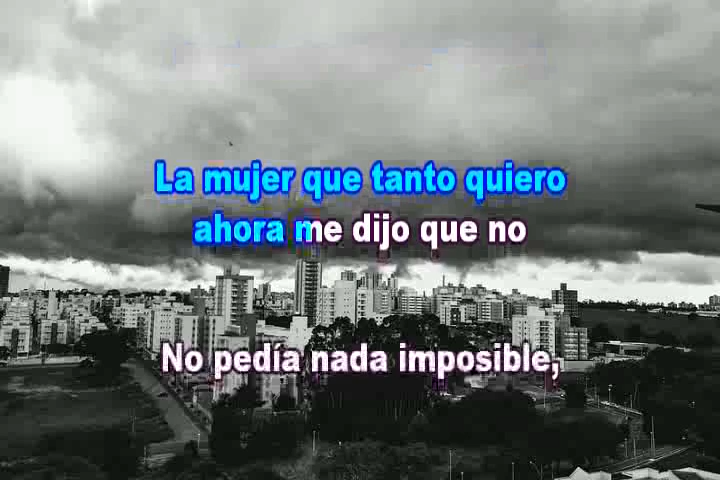 La mujer que tanto quiero
ahora me dijo que no
No pedía nada imposible,